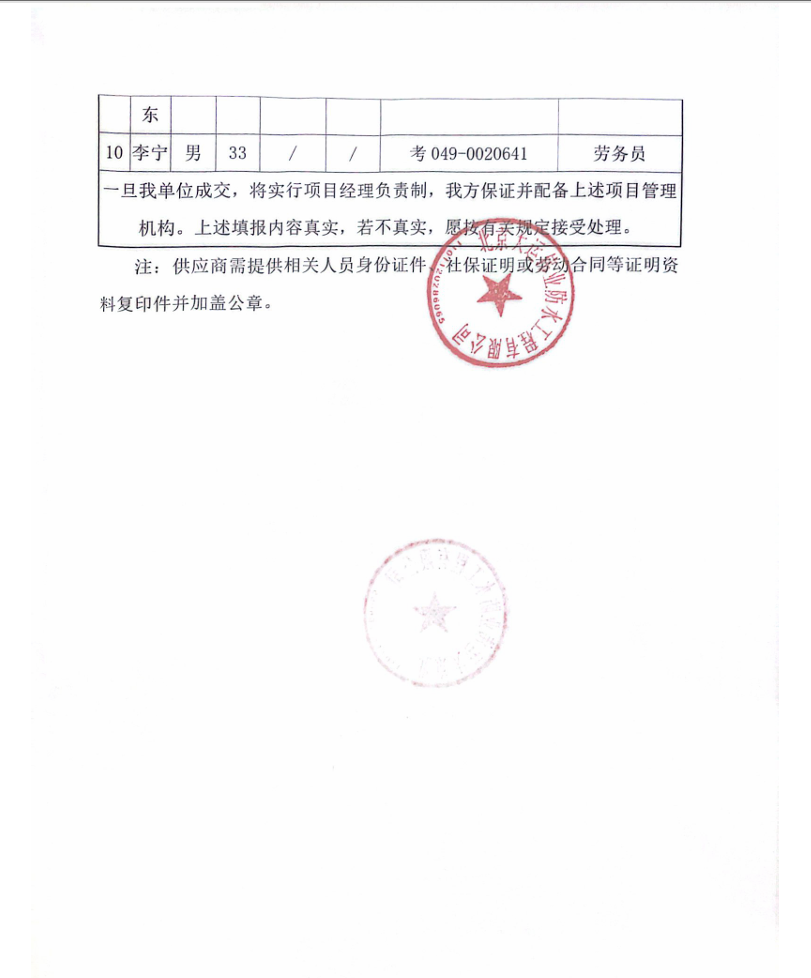 东
10 李宁 男 33 / / 考 049-0020641 劳务员
一旦我单位成交，将实行项目经理负责制，我方保证并配备上述项目管理
机构。上述填报内容真实，若不真实，愿按有关规定接受处理。
注：供应商需提供相关人员身份证件、社保证明或劳动合同等证明资
料复印件并加盖公章。
防水工程有限公司